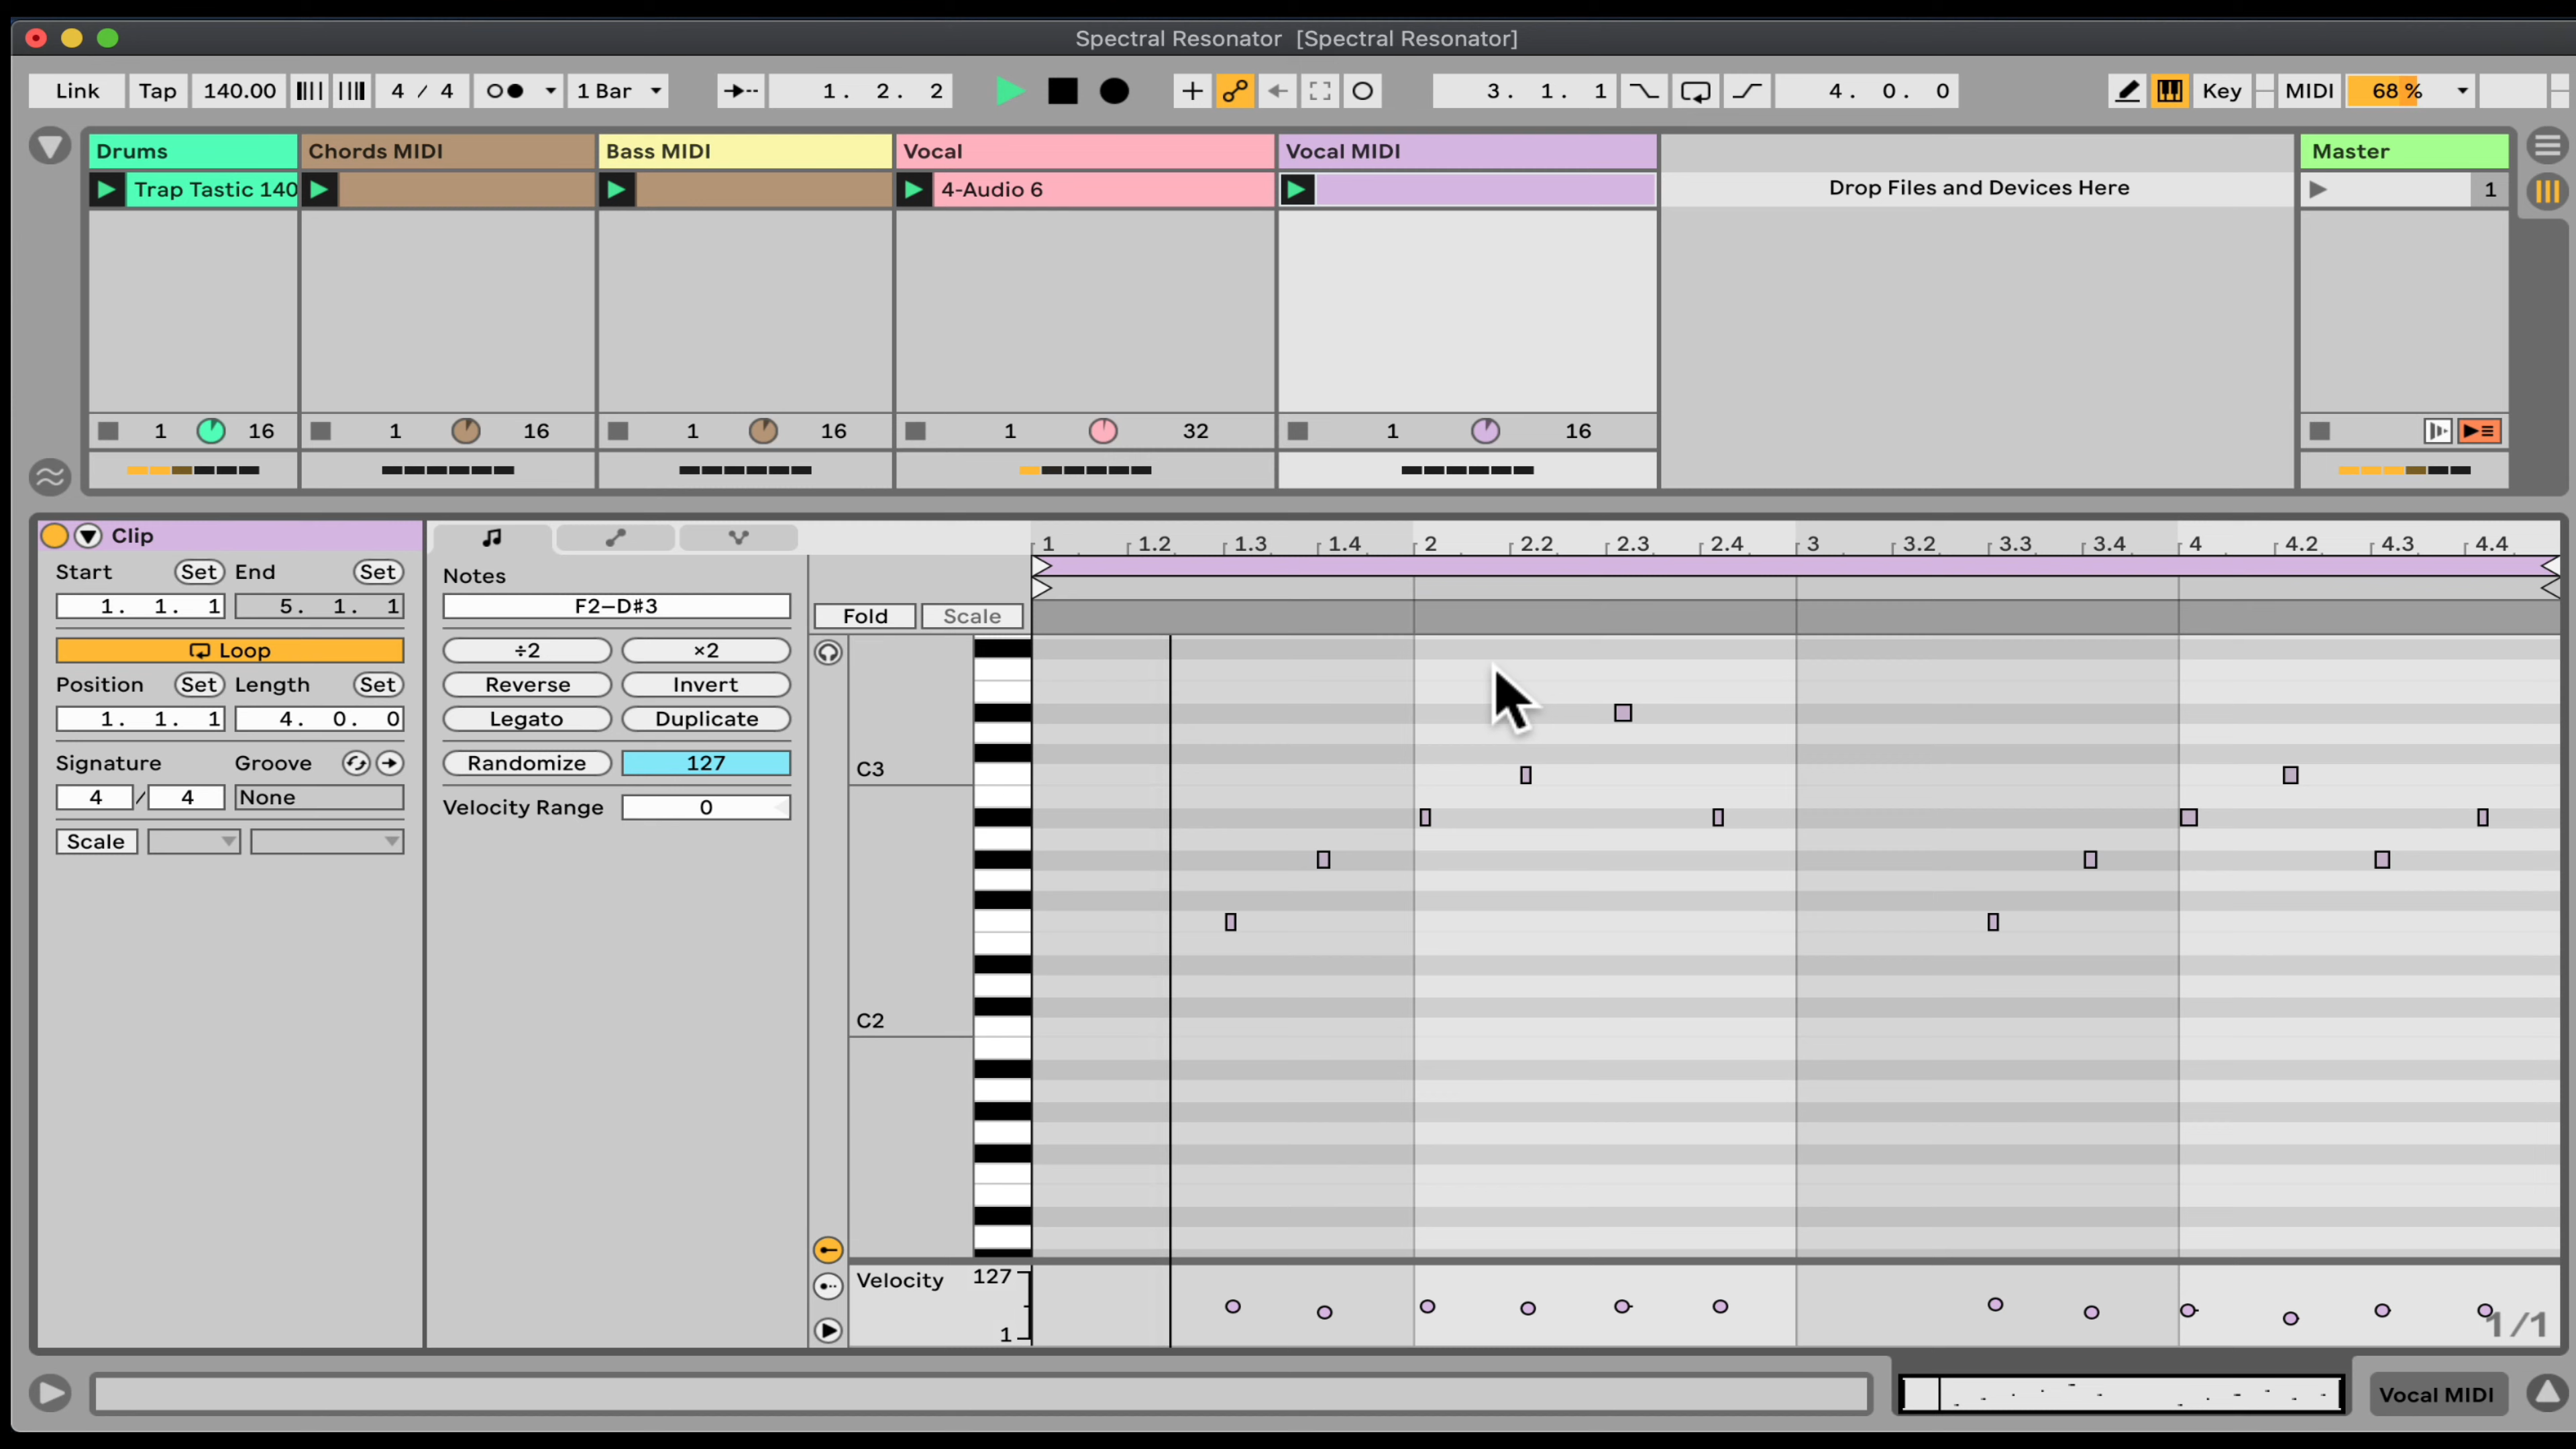 Spectral Resonator [Spectral Resonator]
Link Tap 140.00 4 / 4 1 Bar 1. 2. 2 3. 1. 1 4. 0. 0 Key MIDI 68 %
Drums Chords MIDI Bass MIDI Vocal Vocal MIDI Master
Trap Tastic 140 4-Audio 6 Drop Files and Devices Here 1
1 16 1 16 1 16 1 32 1 16
Clip
1 1.2 1.3 1.4 2 2.2 2.3 2.4 3 3.2 3.3 3.4 4 4.2 4.3 4.4
Start Set End Set
Notes
1. 1. 1 5. 1. 1
F2–D#3
Fold Scale
Loop
÷2 ×2
Position Set Length Set
Reverse Invert
1. 1. 1 4. 0. 0
Legato Duplicate
Signature Groove
Randomize 127
C3
4 / 4 None
Velocity Range 0
Scale
C2
Velocity 127
1
1/1
Vocal MIDI